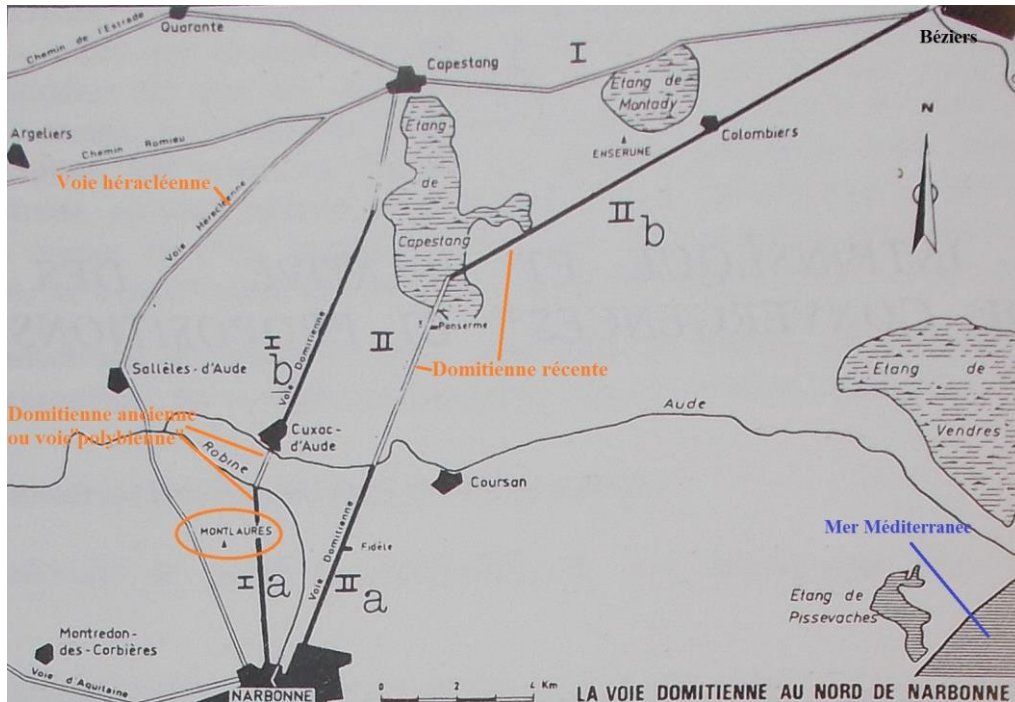 Chemin de l'Estrade
Quarante
Capestang
I
Béziers
Etang de
Montady
Colombiers
ENSERUNE
N
Argeliers
Chemin Romieu
Voie héracléenne
Voie Héracléenne
Etang
de
Capestang
II b
Ponserme
II
I b
Voie Domitienne
Domitienne récente
Sallèles-d'Aude
Domitienne ancienne
ou voie "polybienne"
Cuxac-
d'Aude
Robine
Aude
Coursan
Etang de
Vendres
MONTLAURES
Mer Méditerranée
Fidèle
Voie Domitienne
I a
II a
Etang de
Pissevaches
Montredon-
des-Corbières
Voie d'Aquitaine
NARBONNE
0 2 4 Km
LA VOIE DOMITIENNE AU NORD DE NARBONNE